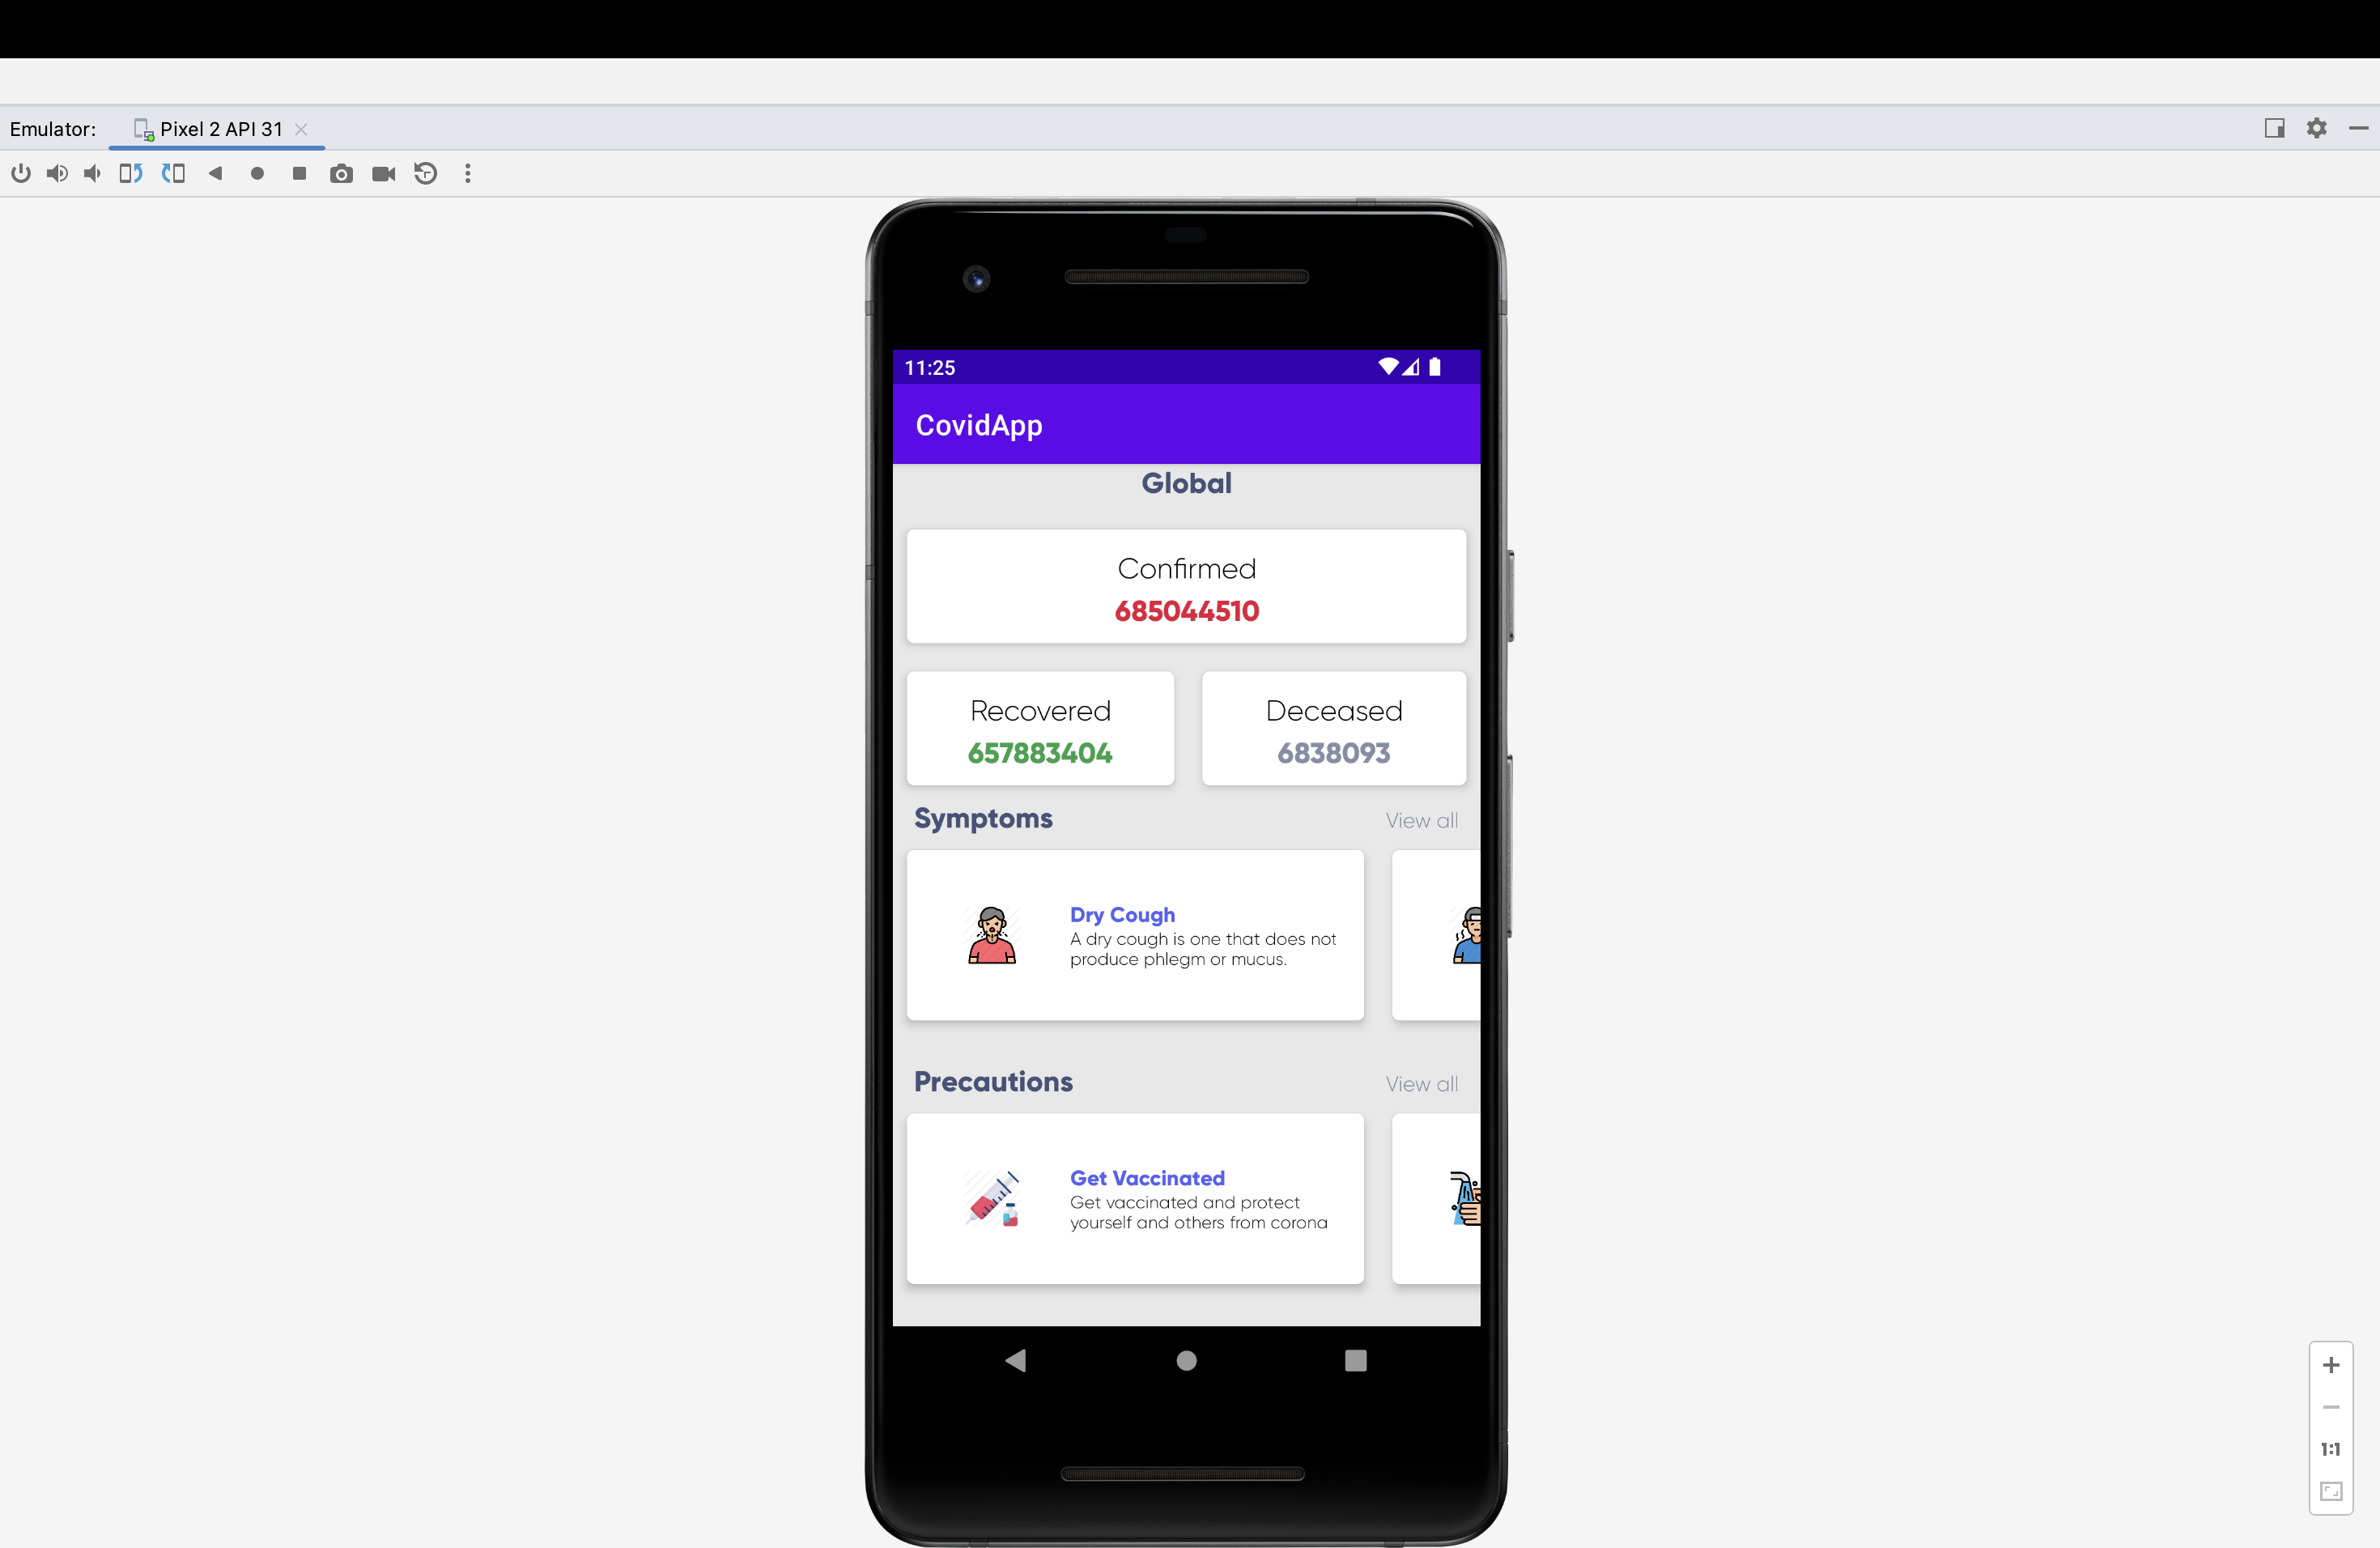 Emulator:
Pixel 2 API 31
11:25
CovidApp
Global
Confirmed
685044510
Recovered
657883404
Deceased
6838093
Symptoms
View all
Dry Cough
A dry cough is one that does not
produce phlegm or mucus.
Precautions
View all
Get Vaccinated
Get vaccinated and protect
yourself and others from corona
1:1